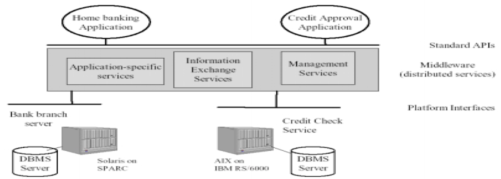 Home banking
Application
Credit Approval
Application
Standard APIs
Application-specific
services
Information
Exchange
Services
Management
Services
Middleware
(distributed services)
Platform Interfaces
Bank branch
server
Credit Check
Service
DBMS
Server
Solaris on
SPARC
AIX on
IBM RS/6000
DBMS
Server